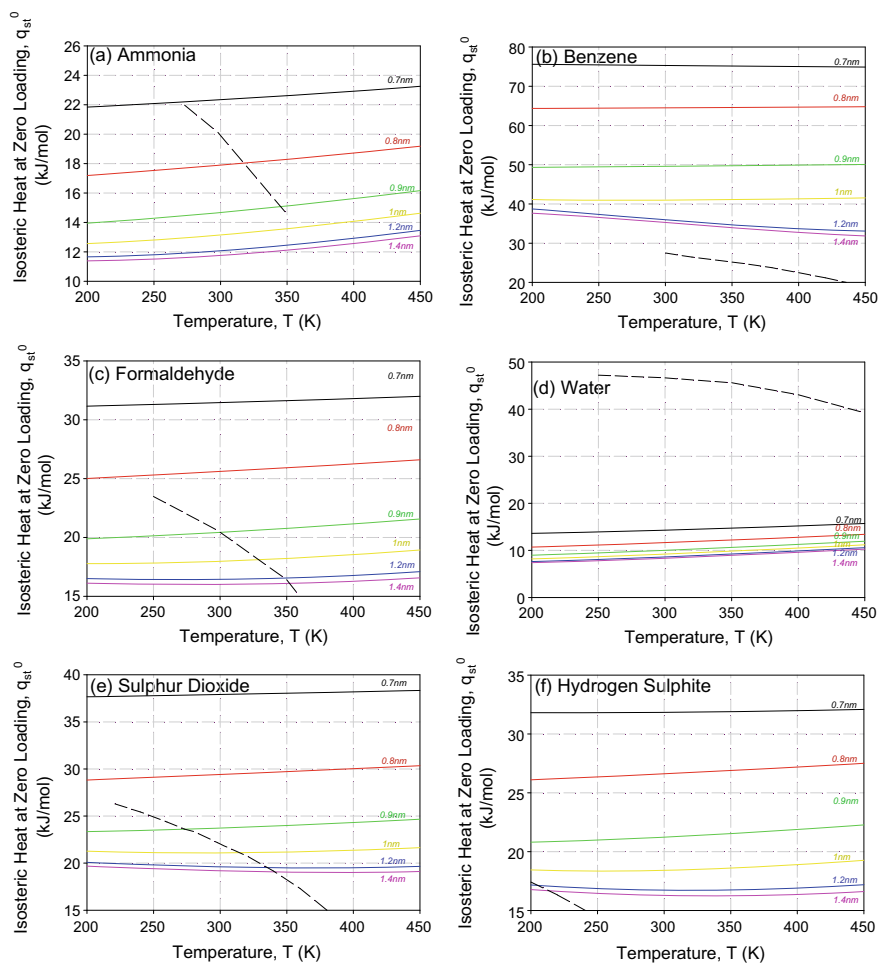 Isosteric Heat at Zero Loading, q_st^0
(kJ/mol)
26
24
22
20
18
16
14
12
10
(a) Ammonia
0.7nm
0.8nm
0.9nm
1nm
1.2nm
1.4nm
200 250 300 350 400 450
Temperature, T (K)
Isosteric Heat at Zero Loading, q_st^0
(kJ/mol)
80
70
60
50
40
30
20
(b) Benzene
0.7nm
0.8nm
0.9nm
1nm
1.2nm
1.4nm
200 250 300 350 400 450
Temperature, T (K)
Isosteric Heat at Zero Loading, q_st^0
(kJ/mol)
35
30
25
20
15
(c) Formaldehyde
0.7nm
0.8nm
0.9nm
1nm
1.2nm
1.4nm
200 250 300 350 400 450
Temperature, T (K)
Isosteric Heat at Zero Loading, q_st^0
(kJ/mol)
50
40
30
20
10
0
(d) Water
0.7nm
0.8nm
0.9nm
1nm
1.2nm
1.4nm
200 250 300 350 400 450
Temperature, T (K)
Isosteric Heat at Zero Loading, q_st^0
(kJ/mol)
40
35
30
25
20
15
(e) Sulphur Dioxide
0.7nm
0.8nm
0.9nm
1nm
1.2nm
1.4nm
200 250 300 350 400 450
Temperature, T (K)
Isosteric Heat at Zero Loading, q_st^0
(kJ/mol)
35
30
25
20
15
(f) Hydrogen Sulphite
0.7nm
0.8nm
0.9nm
1nm
1.2nm
1.4nm
200 250 300 350 400 450
Temperature, T (K)